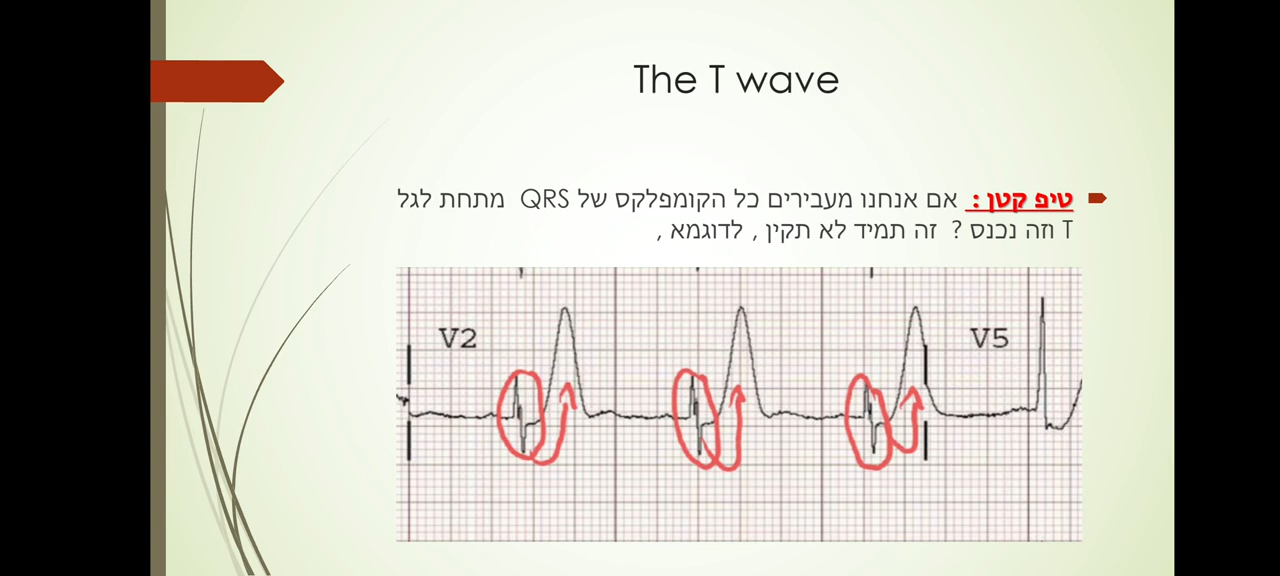 The T wave
טיפ קטן : אם אנחנו מעבירים כל הקומפלקס של QRS מתחת לגל
T וזה נכנס ? זה תמיד לא תקין , לדוגמא ,
V2
V5